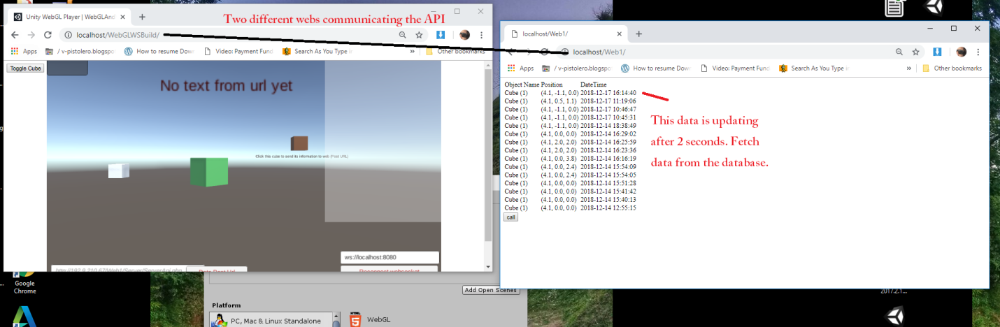 Unity WebGL Player | WebGLAnd
Two different webs communicating the API
localhost/WebGLWSBuild/
Apps
/ v-pistolero.blogspo
How to resume Dow
Video: Payment Fund
Search As You Type in
»
Other bookmarks
Toggle Cube
No text from url yet
Click this cube to send its information to web (Post URL)
ws://localhost:8080
Reconnect websocket
Data Post Url
localhost/Web1/
localhost/Web1/
Apps
/ v-pistolero.blogspo
How to resume Dow
Video: Payment Fund
Search As You Type in
»
Other bookmarks
Object Name Position DateTime
Cube (1) (4.1, -1.1, 0.0) 2018-12-17 16:14:40
Cube (1) (4.1, 0.5, 1.1) 2018-12-17 11:19:06
Cube (1) (4.1, -1.1, 0.0) 2018-12-17 10:46:47
Cube (1) (4.1, -1.1, 0.0) 2018-12-17 10:45:31
Cube (1) (4.1, 0.0, 0.0) 2018-12-14 18:38:49
Cube (1) (4.1, 0.0, 0.0) 2018-12-14 16:29:02
Cube (1) (4.1, 2.0, 2.0) 2018-12-14 16:25:59
Cube (1) (4.1, 2.0, 2.0) 2018-12-14 16:23:36
Cube (1) (4.1, 0.0, 3.8) 2018-12-14 16:16:19
Cube (1) (4.1, 0.0, 2.4) 2018-12-14 15:54:09
Cube (1) (4.1, 0.0, 2.4) 2018-12-14 15:54:05
Cube (1) (4.1, 0.0, 0.0) 2018-12-14 15:51:28
Cube (1) (4.1, 0.0, 0.0) 2018-12-14 15:41:42
Cube (1) (4.1, 0.0, 0.0) 2018-12-14 15:40:13
Cube (1) (4.1, 0.0, 0.0) 2018-12-14 12:55:15
call
This data is updating
after 2 seconds. Fetch
data from the database.
Google
Chrome
Add Open Scenes
2017.2.1...
Platform
PC, Mac & Linux Standalone
HTML
WebGL